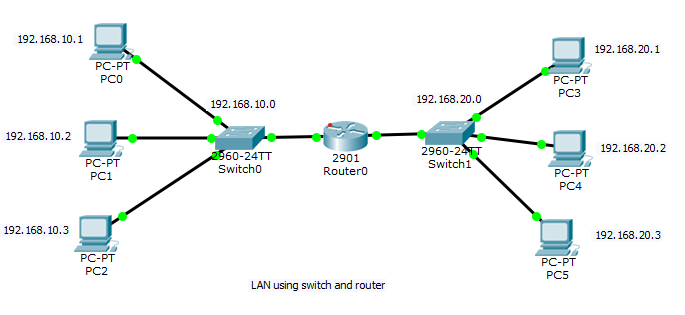 192.168.10.1
PC-PT
PC0
192.168.10.2
PC-PT
PC1
192.168.10.3
PC-PT
PC2
192.168.10.0
2960-24TT
Switch0
2901
Router0
192.168.20.0
2960-24TT
Switch1
192.168.20.1
PC-PT
PC3
192.168.20.2
PC-PT
PC4
192.168.20.3
PC-PT
PC5
LAN using switch and router